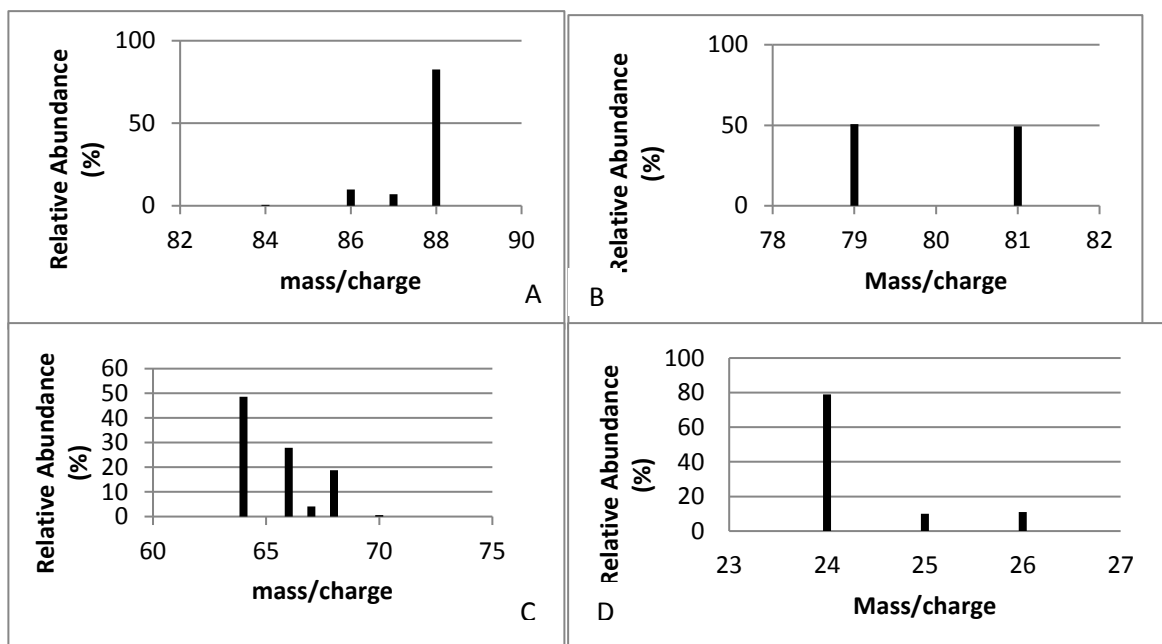 Relative Abundance
(%)
100
50
0
82 84 86 88 90
mass/charge
A
Relative Abundance
(%)
100
50
0
78 79 80 81 82
Mass/charge
B
Relative Abundance
(%)
60
50
40
30
20
10
0
60 65 70 75
mass/charge
C
Relative Abundance
(%)
100
80
60
40
20
0
23 24 25 26 27
Mass/charge
D